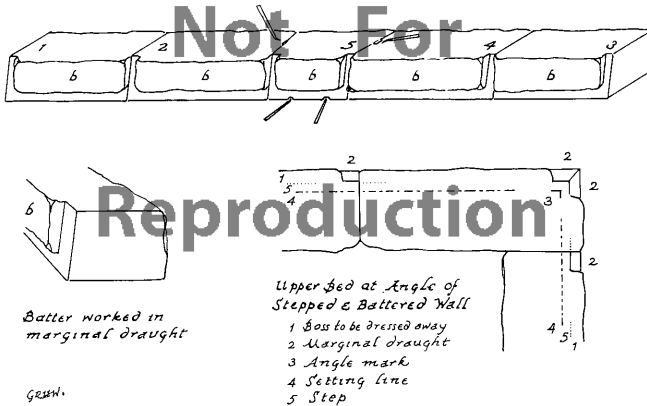 Not For
1 2 5 4 3
6 6 6 6 6
Reproduction
6
2 2
1
5
4
3 2
2
4 5 1
Batter worked in
marginal draught
Upper Bed at Angle of
Stepped & Battered Wall
1 Boss to be dressed away
2 Marginal draught
3 Angle mark
4 Setting line
5 Step
GRHW.